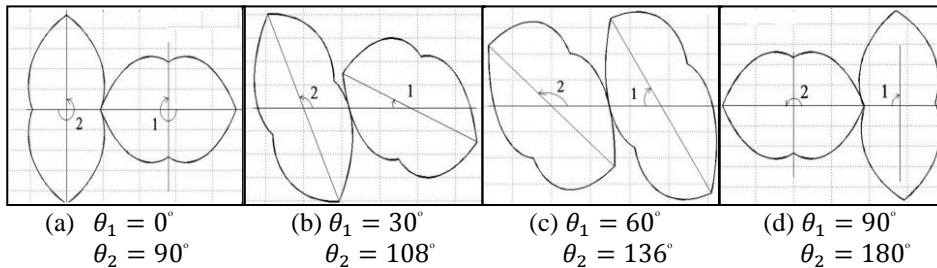 2 1
2 1
2 1
2 1
(a) θ₁ = 0° (b) θ₁ = 30° (c) θ₁ = 60° (d) θ₁ = 90°
θ₂ = 90° θ₂ = 108° θ₂ = 136° θ₂ = 180°